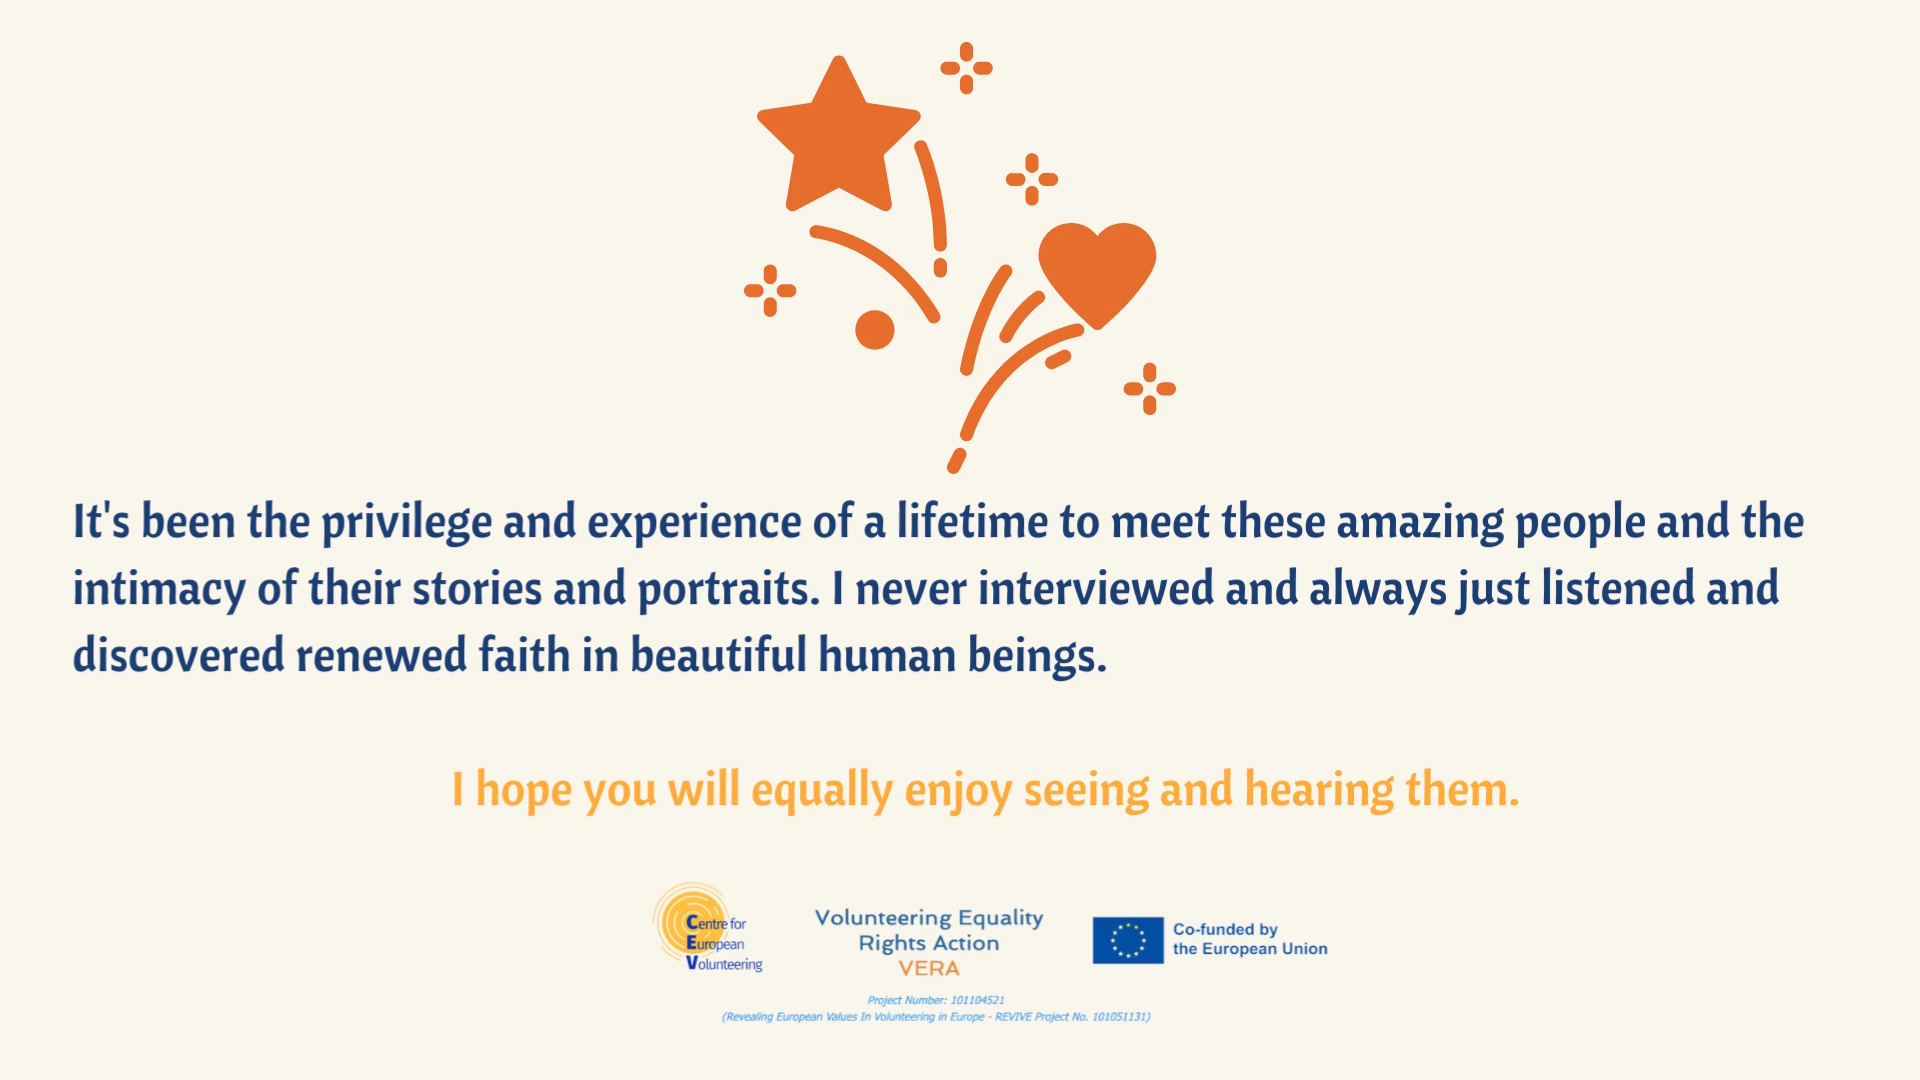 It's been the privilege and experience of a lifetime to meet these amazing people and the
intimacy of their stories and portraits. I never interviewed and always just listened and
discovered renewed faith in beautiful human beings.
I hope you will equally enjoy seeing and hearing them.
Centre for
European
Volunteering
Volunteering Equality
Rights Action
VERA
Co-funded by
the European Union
Project Number: 101104521
(Revealing European Values In Volunteering in Europe - REVIVE Project No. 101051131)